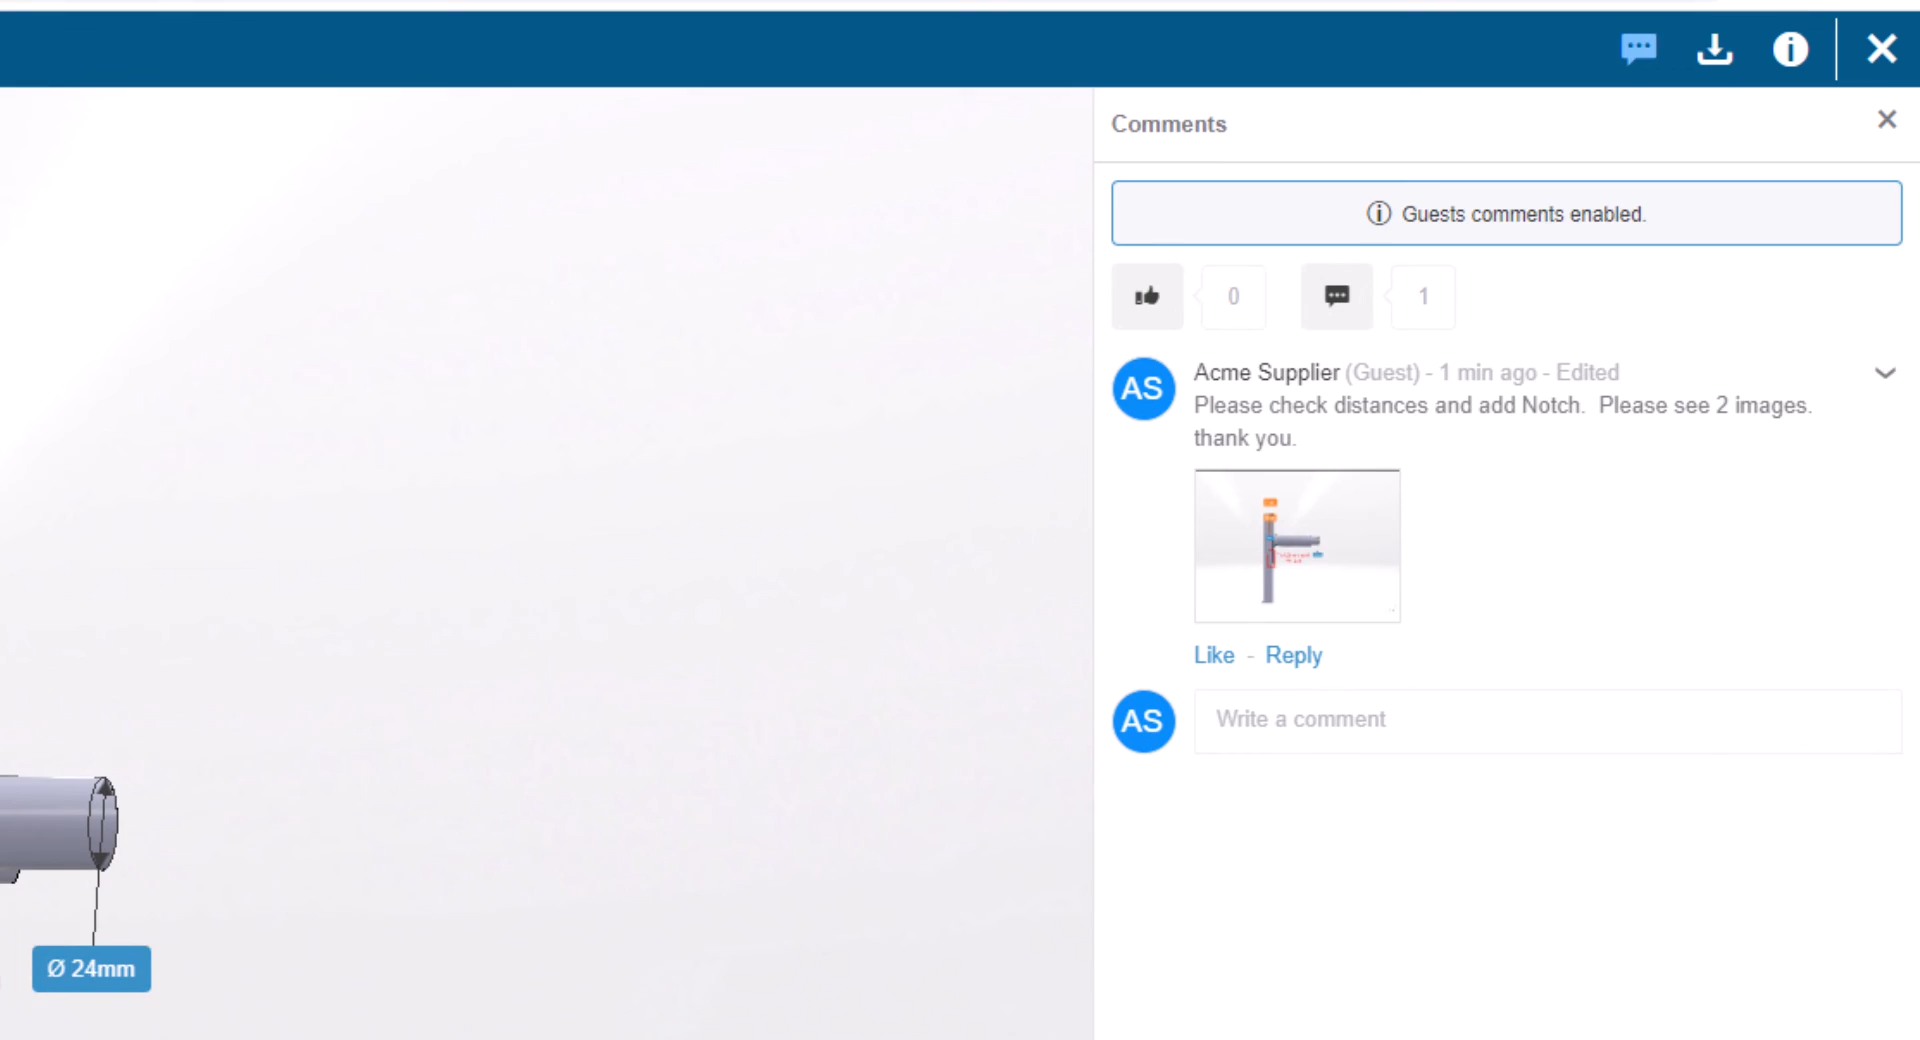 Comments
Guests comments enabled.
0
1
AS
Acme Supplier (Guest) - 1 min ago - Edited
Please check distances and add Notch.  Please see 2 images.
thank you.
Like - Reply
AS
Write a comment
Ø 24mm